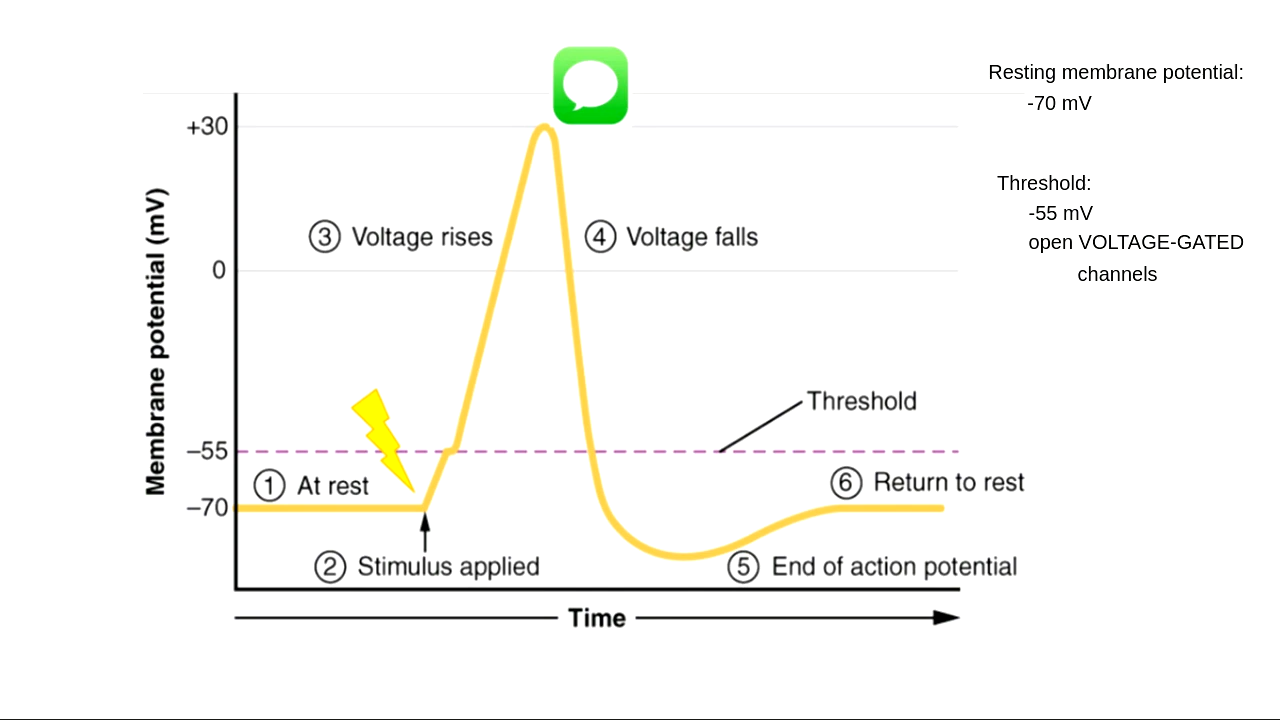 Resting membrane potential:
-70 mV
Threshold:
-55 mV
open VOLTAGE-GATED
channels
Membrane potential (mV)
+30
0
–55
–70
③ Voltage rises
④ Voltage falls
Threshold
① At rest
⑥ Return to rest
② Stimulus applied
⑤ End of action potential
Time